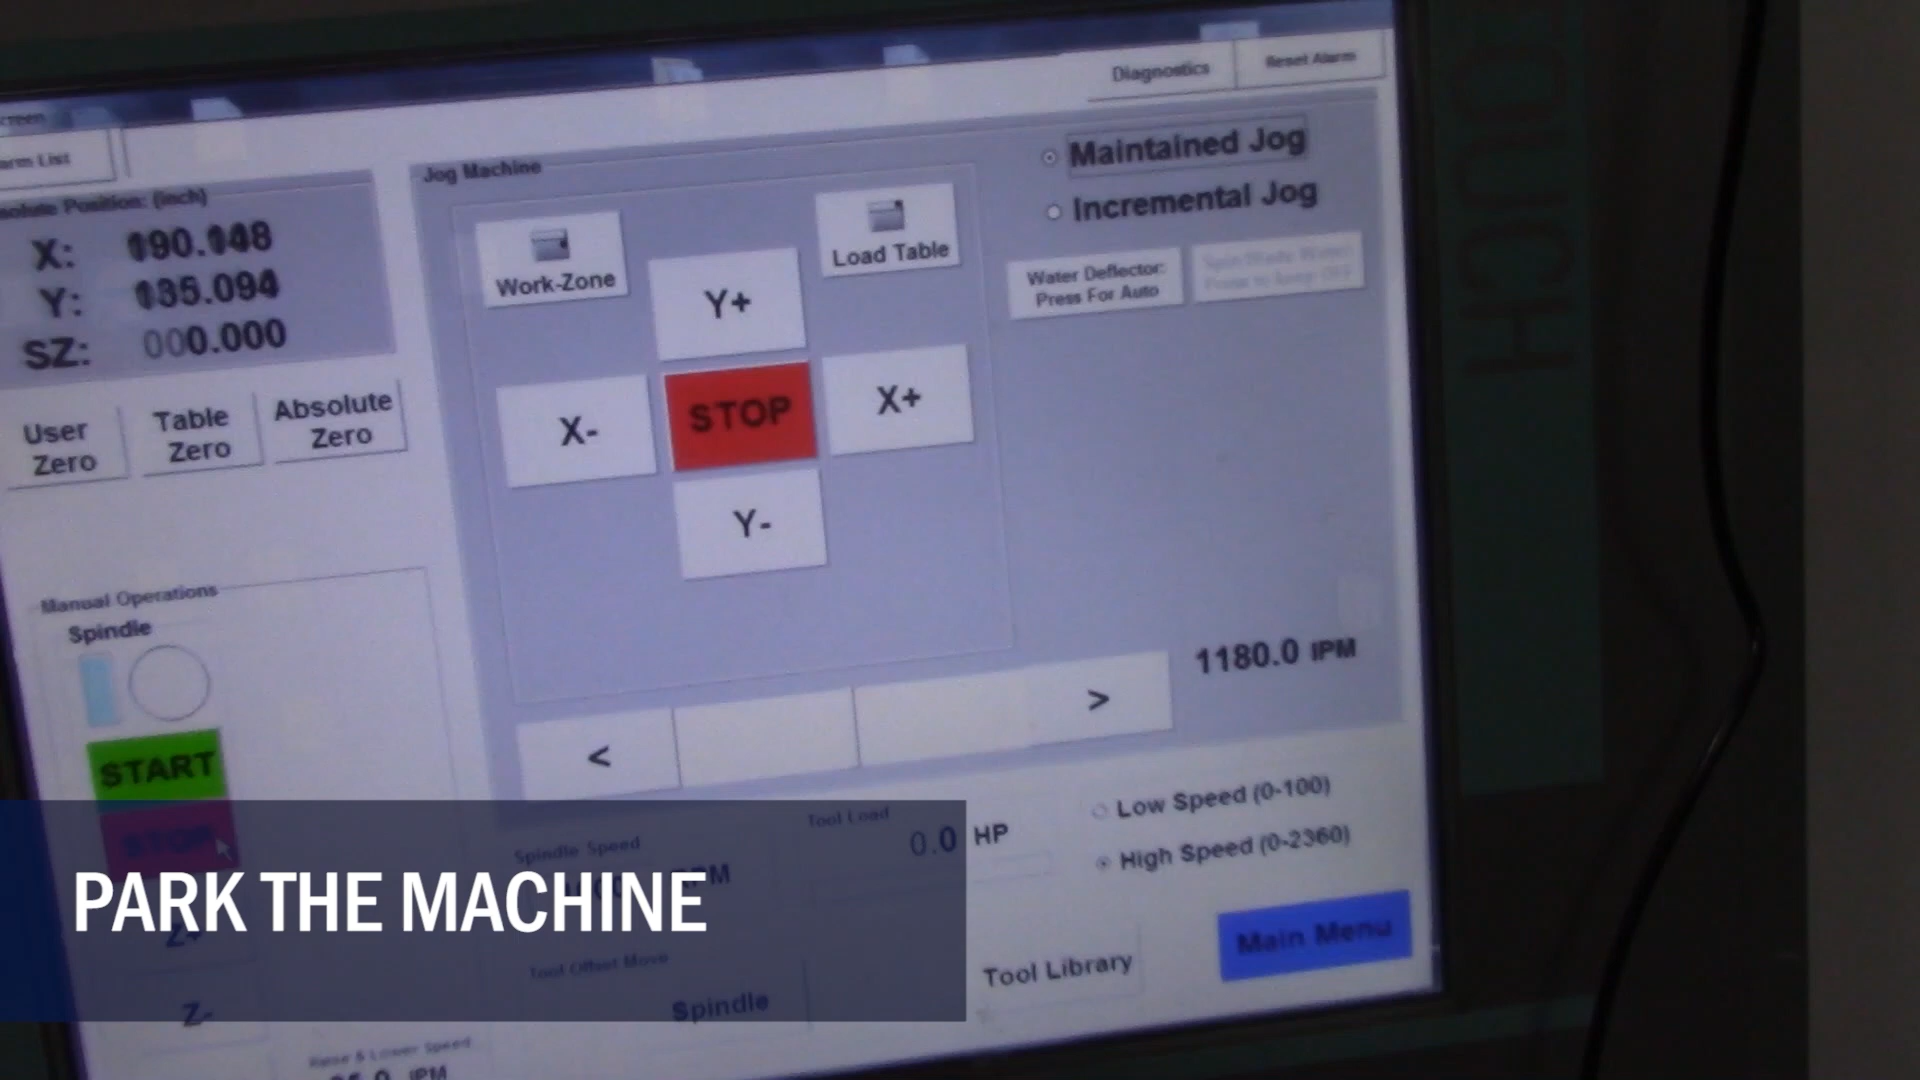 Diagnostics
Reset Alarm
arm List
solute Position: (inch)
X: 190.148
Y: 135.094
SZ: 000.000
User Zero
Table Zero
Absolute Zero
Jog Machine
Work-Zone
Load Table
Y+
X-
STOP
X+
Y-
Maintained Jog
Incremental Jog
Water Deflector:
Press For Auto
1180.0 IPM
<
>
Manual Operations
Spindle
START
STOP
Z+
Z-
Raise & Lower Speed
IPM
Spindle Speed
Tool Load
0.0 HP
Low Speed (0-100)
High Speed (0-2360)
Tool Offset Move
Spindle
Tool Library
Main Menu
PARK THE MACHINE